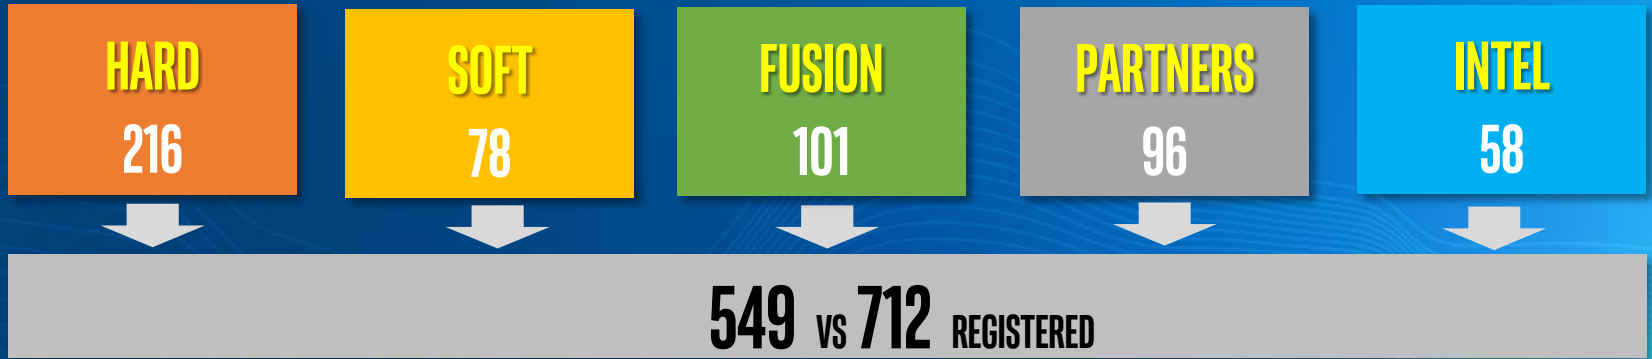 HARD
216
SOFT
78
FUSION
101
PARTNERS
96
INTEL
58
549 VS 712 REGISTERED